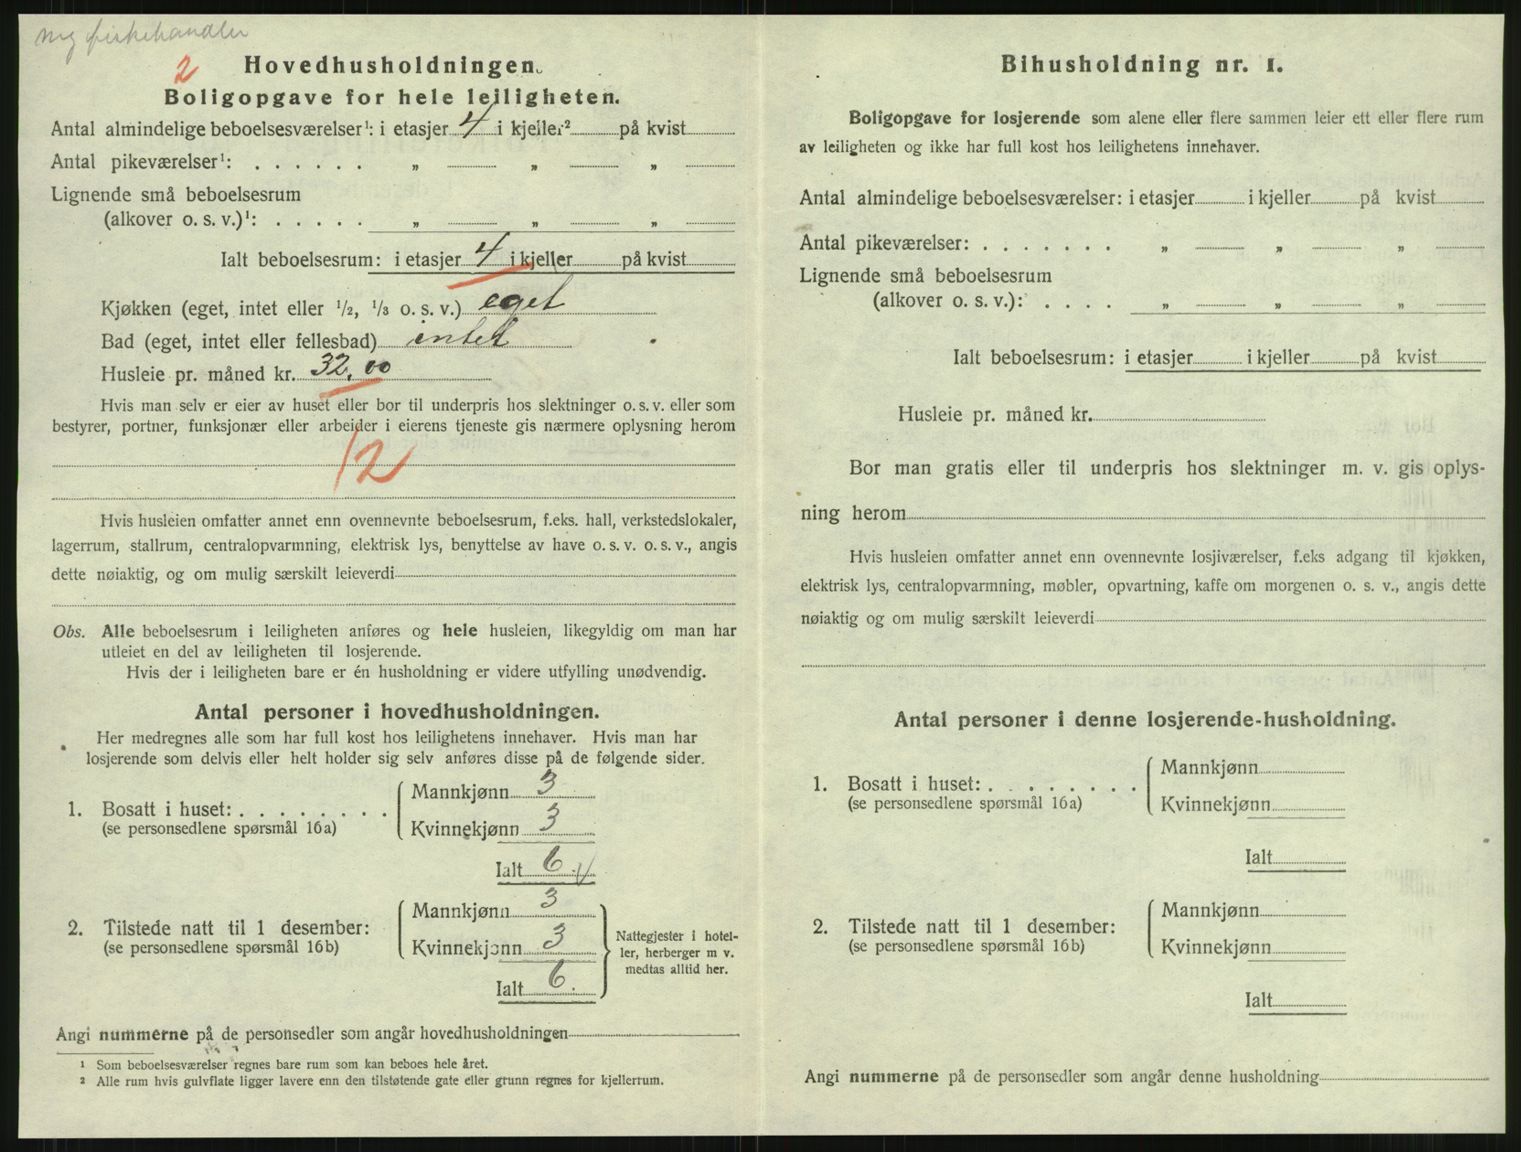 fiskehandler
2
Hovedhusholdningen.
Boligopgave for hele leiligheten.
Antal almindelige beboelsesværelser¹: i etasjer 4 i kjeller² på kvist
Antal pikeværelser¹: . . . . . . „ „ „
Lignende små beboelsesrum
(alkover o. s. v.)¹: . . . . . „ „ „
Ialt beboelsesrum: i etasjer 4 i kjeller på kvist
Kjøkken (eget, intet eller ½, ⅓ o. s. v.) eget
Bad (eget, intet eller fellesbad) intet
Husleie pr. måned kr. 32,00
Hvis man selv er eier av huset eller bor til underpris hos slektninger o. s. v. eller som
bestyrer, portner, funksjonær eller arbeider i eierens tjeneste gis nærmere oplysning herom
12
Hvis husleien omfatter annet enn ovennevnte beboelsesrum, f.eks. hall, verkstedslokaler,
lagerrum, stallrum, centralopvarmning, elektrisk lys, benyttelse av have o. s. v. o. s. v., angis
dette nøiaktig, og om mulig særskilt leieverdi
Obs. Alle beboelsesrum i leiligheten anføres og hele husleien, likegyldig om man har
utleiet en del av leiligheten til losjerende.
Hvis der i leiligheten bare er én husholdning er videre utfylling unødvendig.
Antal personer i hovedhusholdningen.
Her medregnes alle som har full kost hos leilighetens innehaver. Hvis man har
losjerende som delvis eller helt holder sig selv anføres disse på de følgende sider.
1. Bosatt i huset: . . . . . . . .
(se personsedlene spørsmål 16a)
Mannkjønn 3
Kvinnekjønn 3
Ialt 6 √
2. Tilstede natt til 1 desember:
(se personsedlene spørsmål 16b)
Mannkjønn 3
Kvinnekjønn 3
Ialt 6
Nattegjester i hotel-
ler, herberger m v.
medtas alltid her.
Angi nummerne på de personsedler som angår hovedhusholdningen
¹ Som beboelsesværelser regnes bare rum som kan beboes hele året.
² Alle rum hvis gulvflate ligger lavere enn den tilstøtende gate eller grunn regnes for kjellerrum.
Bihusholdning nr. 1.
Boligopgave for losjerende som alene eller flere sammen leier ett eller flere rum
av leiligheten og ikke har full kost hos leilighetens innehaver.
Antal almindelige beboelsesværelser: i etasjer i kjeller på kvist
Antal pikeværelser: . . . . . . . „ „ „
Lignende små beboelsesrum
(alkover o. s. v.): . . . . „ „ „
Ialt beboelsesrum: i etasjer i kjeller på kvist
Husleie pr. måned kr.
Bor man gratis eller til underpris hos slektninger m. v. gis oplys-
ning herom
Hvis husleien omfatter annet enn ovennevnte losjiværelser, f.eks adgang til kjøkken,
elektrisk lys, centralopvarmning, møbler, opvartning, kaffe om morgenen o. s. v., angis dette
nøiaktig og om mulig særskilt leieverdi
Antal personer i denne losjerende-husholdning.
1. Bosatt i huset: . . . . . . . .
(se personsedlene spørsmål 16a)
Mannkjønn
Kvinnekjønn
Ialt
2. Tilstede natt til 1 desember:
(se personsedlene spørsmål 16b)
Mannkjønn
Kvinnekjønn
Ialt
Angi nummerne på de personsedler som angår denne husholdning